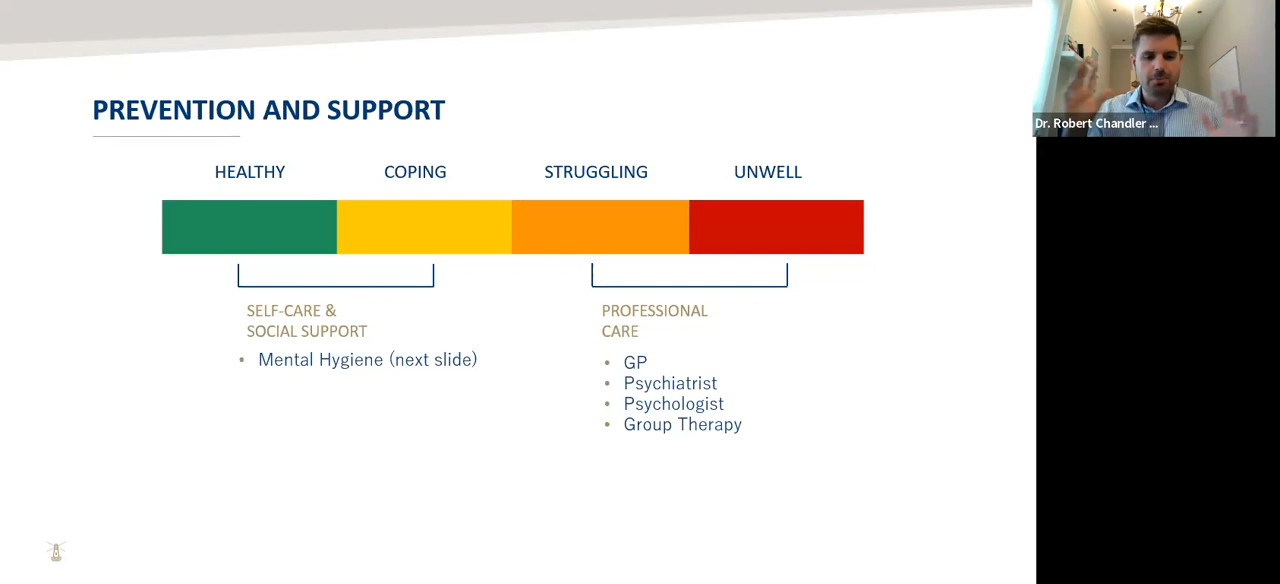 PREVENTION AND SUPPORT
HEALTHY
COPING
STRUGGLING
UNWELL
SELF-CARE &
SOCIAL SUPPORT
• Mental Hygiene (next slide)
PROFESSIONAL
CARE
• GP
• Psychiatrist
• Psychologist
• Group Therapy
Dr. Robert Chandler ...